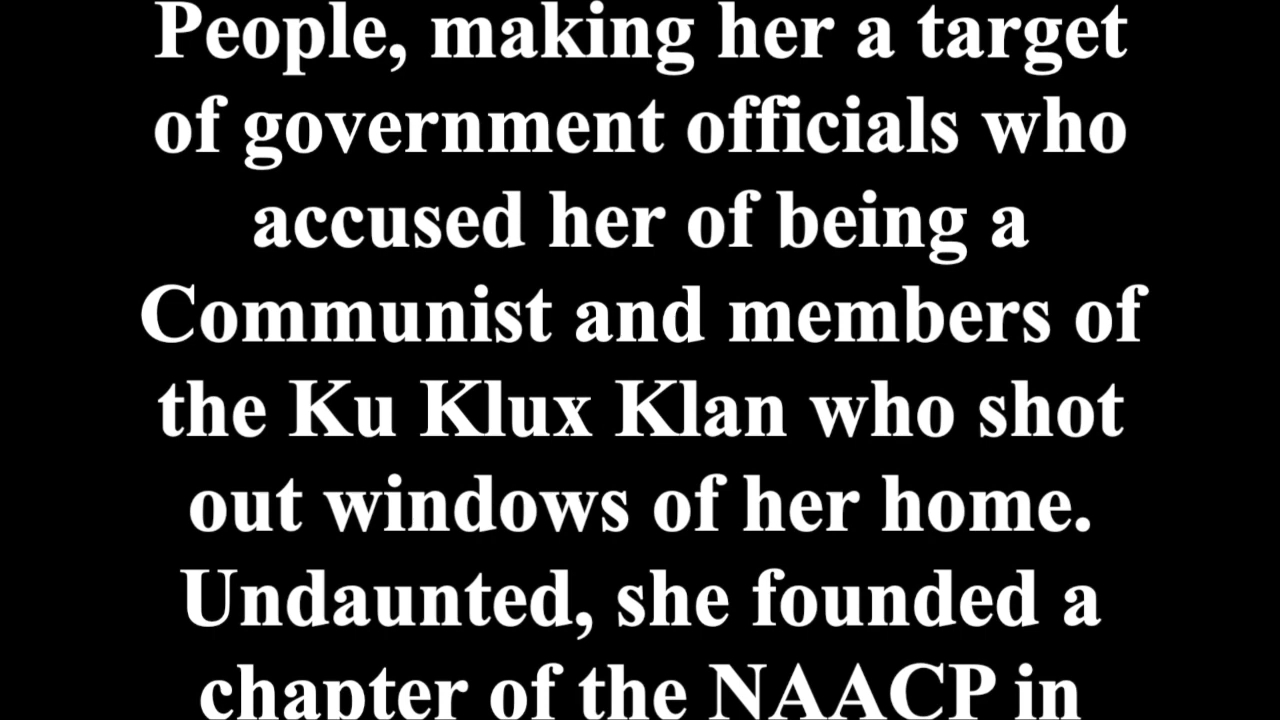 People, making her a target
of government officials who
accused her of being a
Communist and members of
the Ku Klux Klan who shot
out windows of her home.
Undaunted, she founded a
chapter of the NAACP in